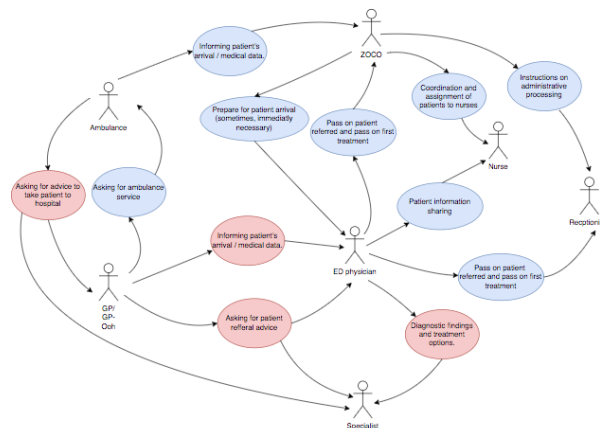 Informing patient's
arrival / medical data.
ZOCO
Ambulance
Prepare for patient arrival
(sometimes, immediatly
necessary)
Pass on patient
referred and pass on first
treatment
Coordination and
assignment of
patients to nurses
Instructions on
administrative
processing
Nurse
Asking for advice to
take patient to
hospital
Asking for ambulance
service
Patient information
sharing
Recptioni
Informing patient's
arrival / medical data.
ED physician
Pass on patient
referred and pass on first
treatment
GP/
GP-
Ooh
Asking for patient
refferal advice
Diagnostic findings
and treatment
options.
Specialist